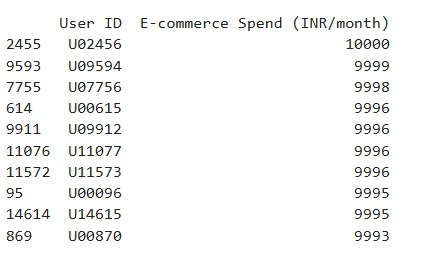 User ID E-commerce Spend (INR/month)
2455 U02456 10000
9593 U09594 9999
7755 U07756 9998
614 U00615 9996
9911 U09912 9996
11076 U11077 9996
11572 U11573 9996
95 U00096 9995
14614 U14615 9995
869 U00870 9993